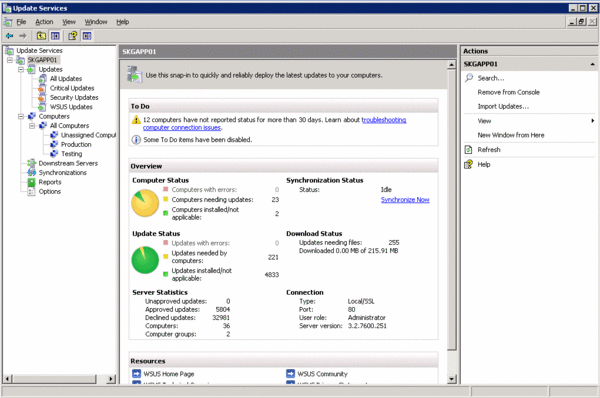 Update Services
File Action View Window Help
Update Services
SKGAPP01
Updates
All Updates
Critical Updates
Security Updates
WSUS Updates
Computers
All Computers
Unassigned Comput
Production
Testing
Downstream Servers
Synchronizations
Reports
Options
SKGAPP01
Use this snap-in to quickly and reliably deploy the latest updates to your computers.
To Do
12 computers have not reported status for more than 30 days. Learn about troubleshooting
computer connection issues.
Some To Do items have been disabled.
Overview
Computer Status
Computers with errors: 0
Computers needing updates: 23
Computers installed/not
applicable: 2
Synchronization Status
Status: Idle
Synchronize Now
Update Status
Updates with errors: 0
Updates needed by
computers: 221
Updates installed/not
applicable: 4833
Download Status
Updates needing files: 255
Downloaded 0.00 MB of 215.91 MB
Server Statistics
Unapproved updates: 0
Approved updates: 5804
Declined updates: 32981
Computers: 36
Computer groups: 2
Connection
Type: Local/SSL
Port: 80
User role: Administrator
Server version: 3.2.7600.251
Resources
WSUS Home Page
WSUS Community
Actions
SKGAPP01
Search...
Remove from Console
Import Updates...
View
New Window from Here
Refresh
Help